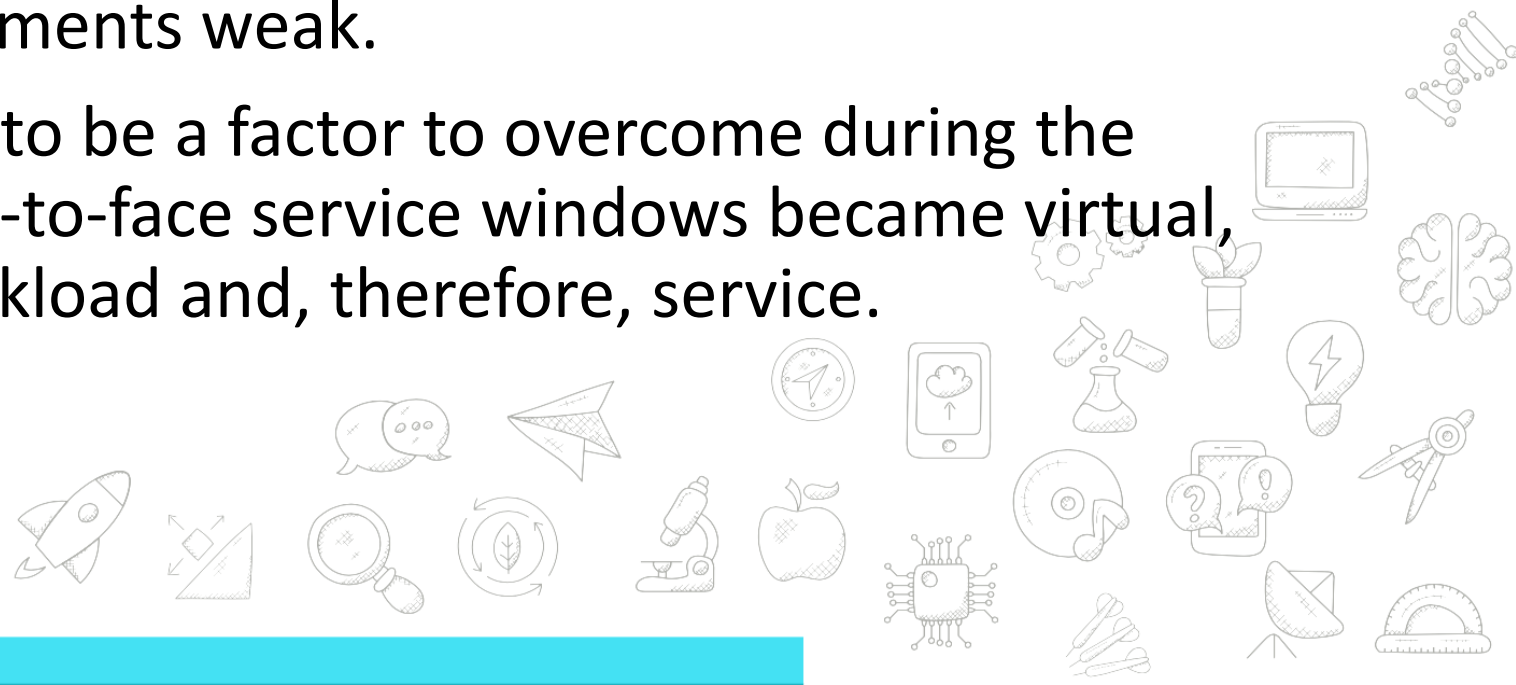 ments weak.
to be a factor to overcome during the
-to-face service windows became virtual,
kload and, therefore, service.